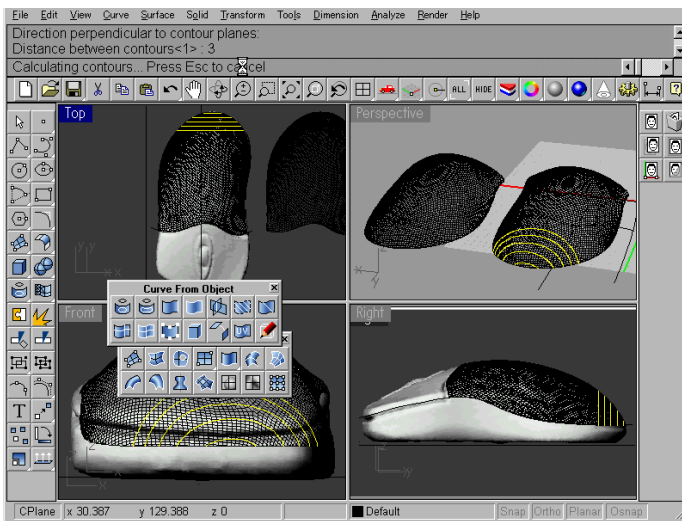 File Edit View Curve Surface Solid Transform Tools Dimension Analyze Render Help
Direction perpendicular to contour planes:
Distance between contours<1> : 3
Calculating contours... Press Esc to cancel
ALL HIDE
Top
Perspective
y
x
z
x
Curve From Object
UV
Front
Right
T
z
x
z
y
CPlane x 30.387 y 129.388 z 0 Default Snap Ortho Planar Osnap